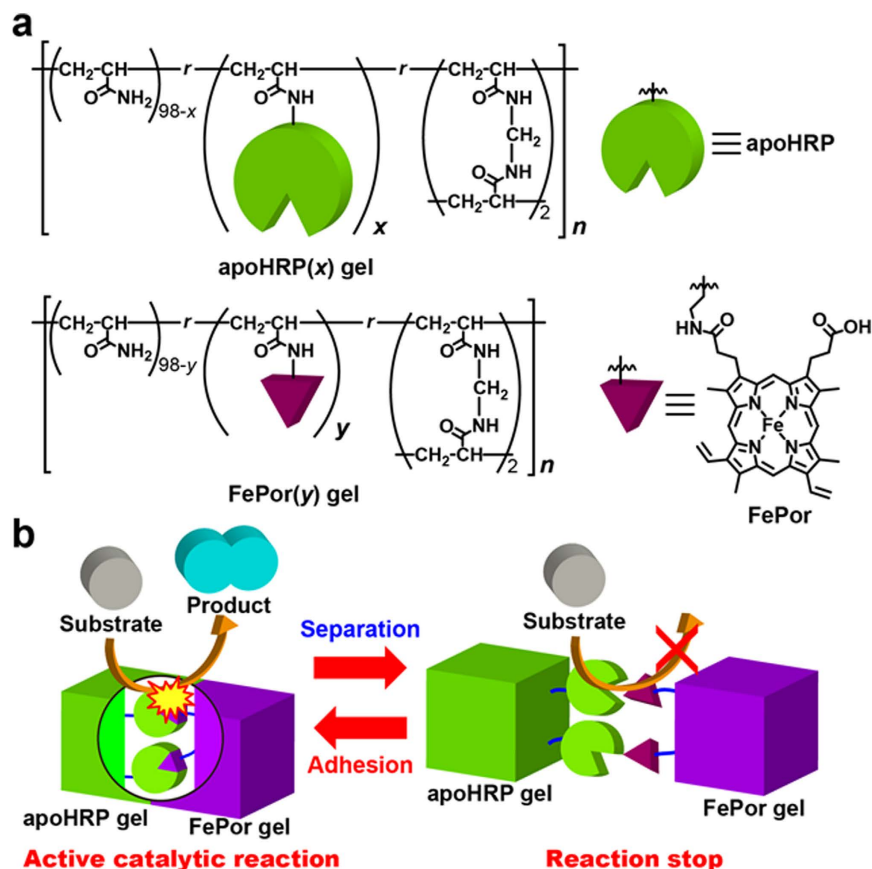 a
CH₂-CH r CH₂-CH r CH₂-CH
O NH₂ 98-x O NH O NH
CH₂
O NH
CH₂-CH 2
x n
apoHRP(x) gel
apoHRP
CH₂-CH r CH₂-CH r CH₂-CH
O NH₂ 98-y O NH O NH
CH₂
O NH
CH₂-CH 2
y n
FePor(y) gel
HN O O OH
N N
Fe
N N
FePor
b
Substrate
Product
Separation
Adhesion
apoHRP gel
FePor gel
Active catalytic reaction
Substrate
apoHRP gel
FePor gel
Reaction stop